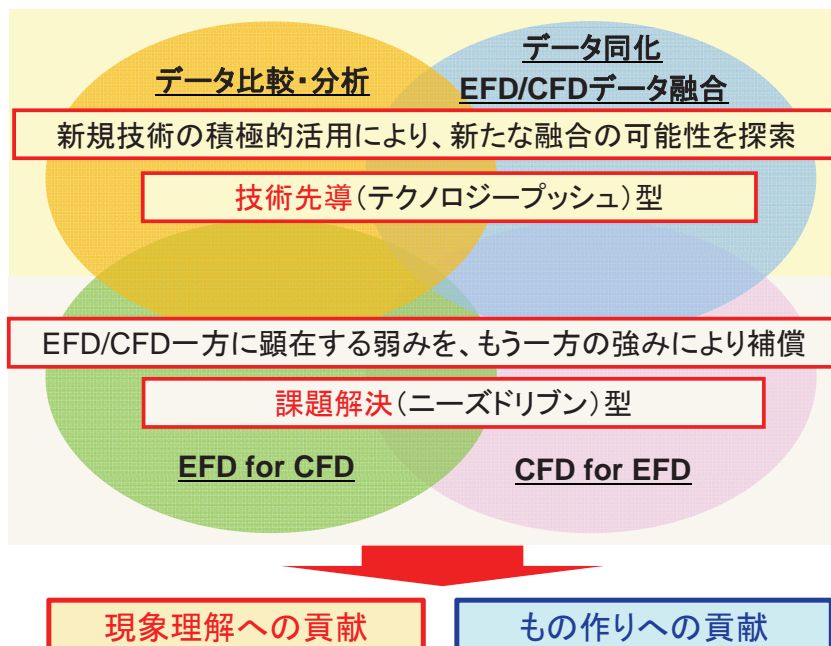 データ比較・分析
データ同化
EFD/CFDデータ融合
新規技術の積極的活用により、新たな融合の可能性を探索
技術先導(テクノロジープッシュ)型
EFD/CFD一方に顕在する弱みを、もう一方の強みにより補償
課題解決(ニーズドリブン)型
EFD for CFD
CFD for EFD
現象理解への貢献
もの作りへの貢献